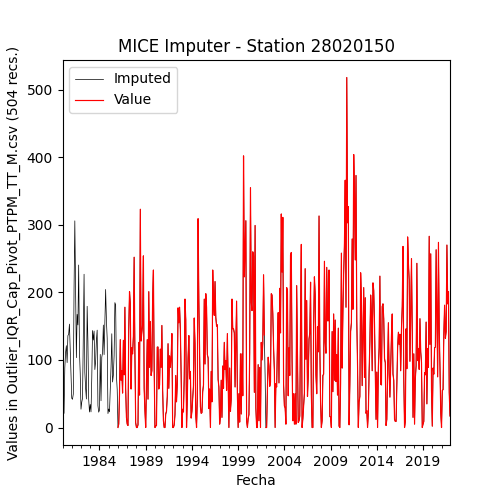 MICE Imputer - Station 28020150
Imputed
Value
Values in Outlier_IQR_Cap_Pivot_PTPM_TT_M.csv (504 recs.)
500
400
300
200
100
0
1984 1989 1994 1999 2004 2009 2014 2019
Fecha